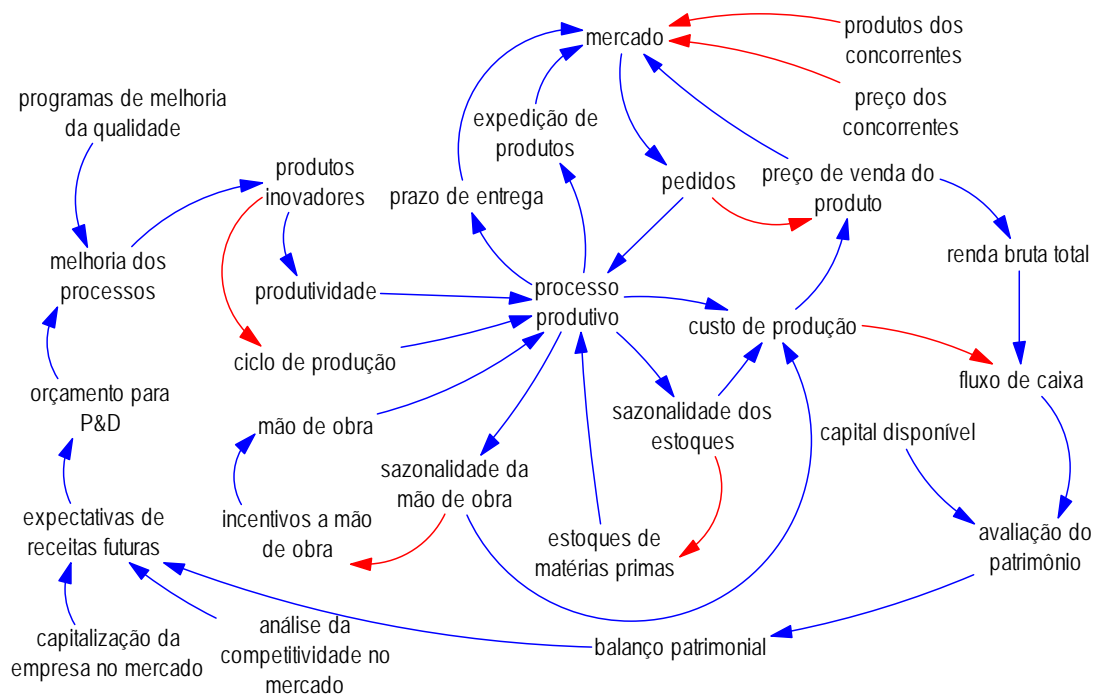 mercado
produtos dos
concorrentes
preço dos
concorrentes
programas de melhoria
da qualidade
expedição de
produtos
produtos
inovadores
prazo de entrega
pedidos
preço de venda do
produto
melhoria dos
processos
renda bruta total
produtividade
processo
produtivo
custo de produção
ciclo de produção
fluxo de caixa
orçamento para
P&D
mão de obra
sazonalidade dos
estoques
capital disponível
sazonalidade da
mão de obra
expectativas de
receitas futuras
incentivos a mão
de obra
estoques de
matérias primas
avaliação do
patrimônio
capitalização da
empresa no mercado
análise da
competitividade no
mercado
balanço patrimonial